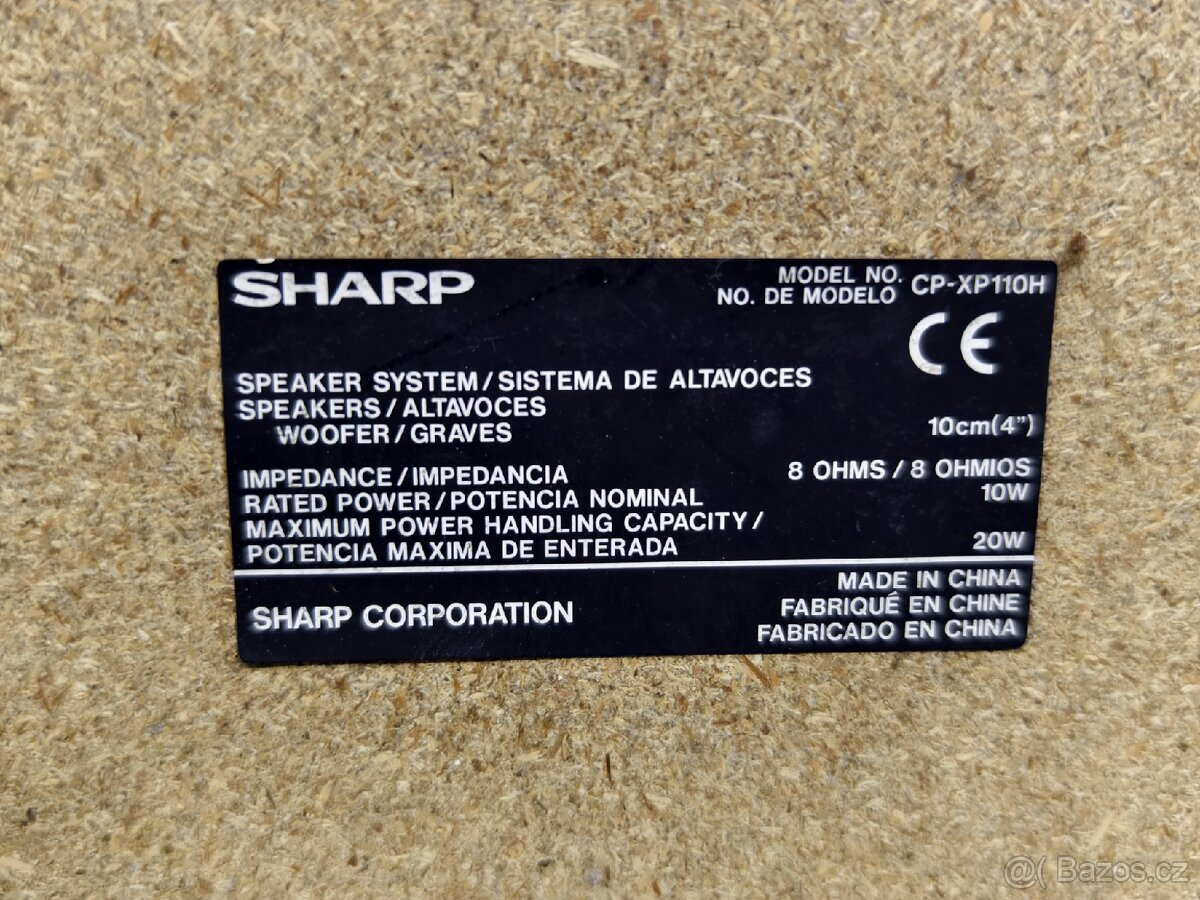 SHARP
MODEL NO.
NO. DE MODELO CP-XP110H
CE
SPEAKER SYSTEM/SISTEMA DE ALTAVOCES
SPEAKERS/ALTAVOCES
WOOFER/GRAVES 10cm(4")
IMPEDANCE/IMPEDANCIA 8 OHMS / 8 OHMIOS
RATED POWER/POTENCIA NOMINAL 10W
MAXIMUM POWER HANDLING CAPACITY/
POTENCIA MAXIMA DE ENTERADA 20W
SHARP CORPORATION
MADE IN CHINA
FABRIQUÉ EN CHINE
FABRICADO EN CHINA
@( Bazos.cz